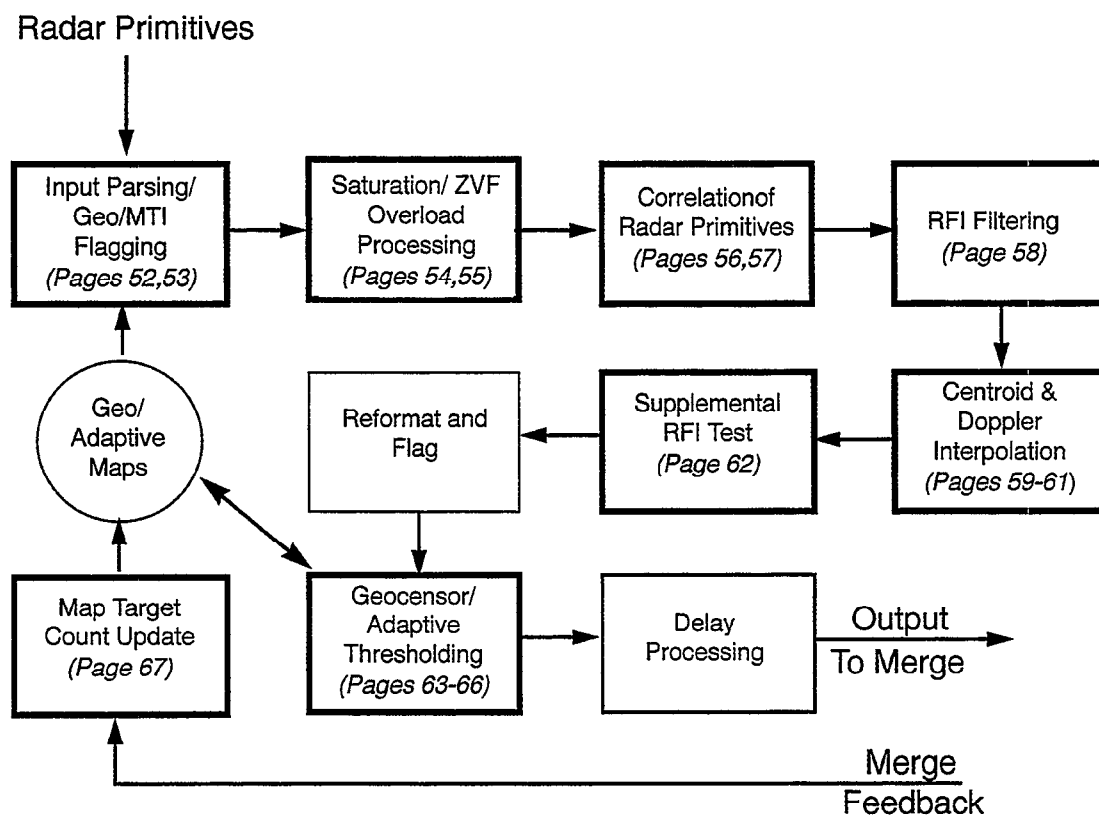 Radar Primitives
Input Parsing/
Geo/MTI
Flagging
(Pages 52,53)
Saturation/ ZVF
Overload
Processing
(Pages 54,55)
Correlationof
Radar Primitives
(Pages 56,57)
RFI Filtering
(Page 58)
Geo/
Adaptive
Maps
Reformat and
Flag
Supplemental
RFI Test
(Page 62)
Centroid &
Doppler
Interpolation
(Pages 59-61)
Map Target
Count Update
(Page 67)
Geocensor/
Adaptive
Thresholding
(Pages 63-66)
Delay
Processing
Output
To Merge
Merge
Feedback